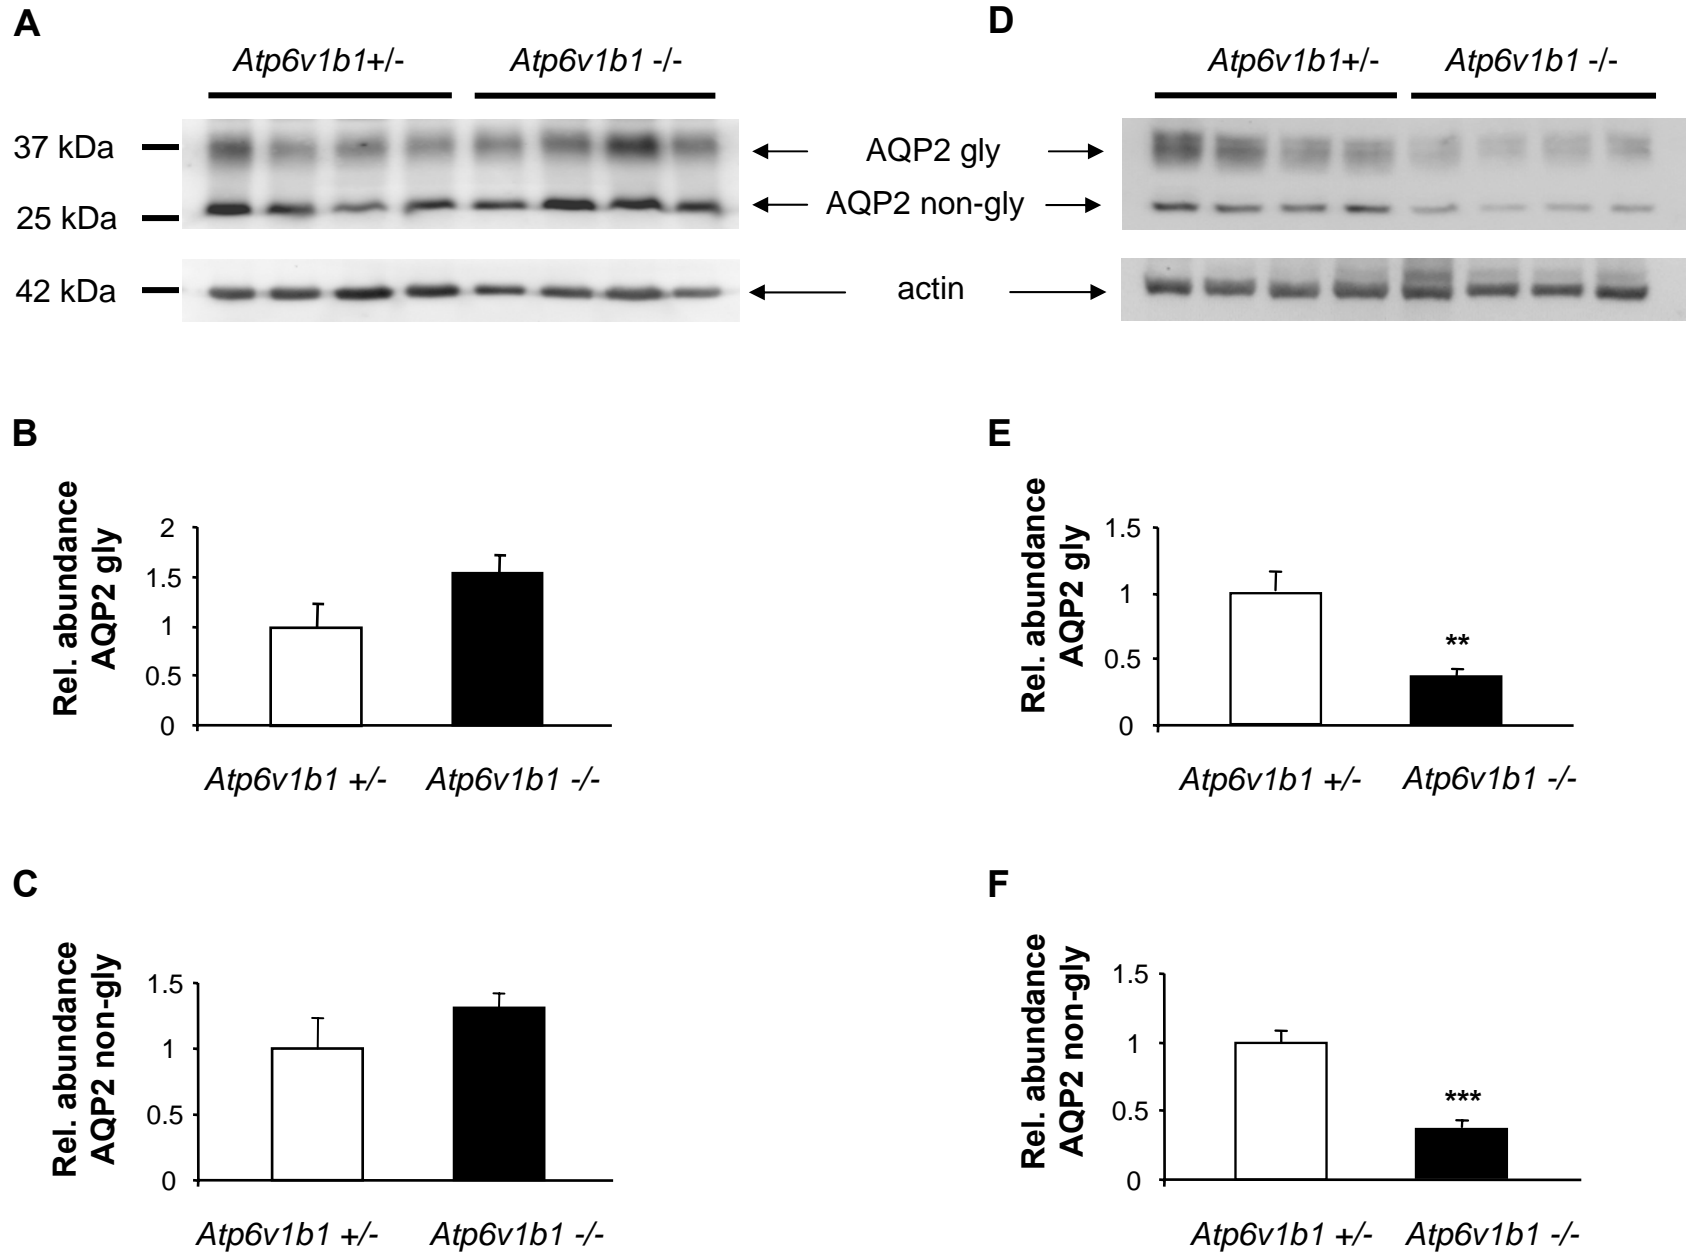 A
D
Atp6v1b1+/-
Atp6v1b1 -/-
Atp6v1b1+/-
Atp6v1b1 -/-
37 kDa
AQP2 gly
AQP2 non-gly
25 kDa
42 kDa
actin
B
Rel. abundance
AQP2 gly
2
1.5
1
0.5
0
Atp6v1b1 +/-
Atp6v1b1 -/-
E
Rel. abundance
AQP2 gly
1.5
1
0.5
0
**
Atp6v1b1 +/-
Atp6v1b1 -/-
C
Rel. abundance
AQP2 non-gly
1.5
1
0.5
0
Atp6v1b1 +/-
Atp6v1b1 -/-
F
Rel. abundance
AQP2 non-gly
1.5
1
0.5
0
***
Atp6v1b1 +/-
Atp6v1b1 -/-